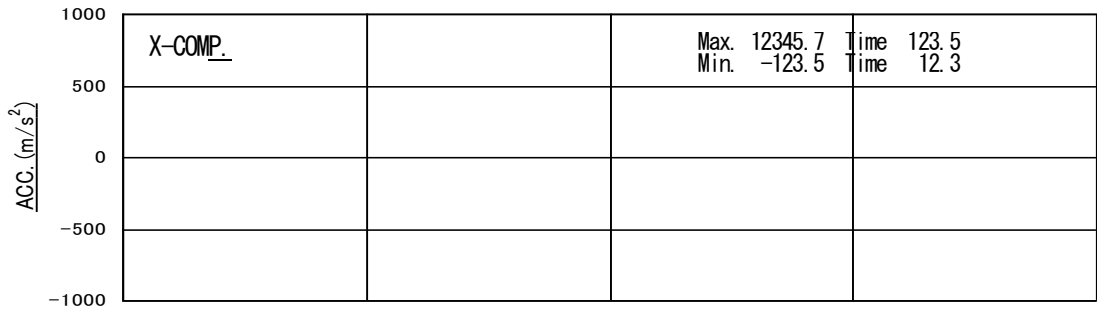 1000
X-COMP.
Max. 12345.7 Time 123.5
Min. -123.5 Time 12.3
500
ACC. (m/s²)
0
-500
-1000